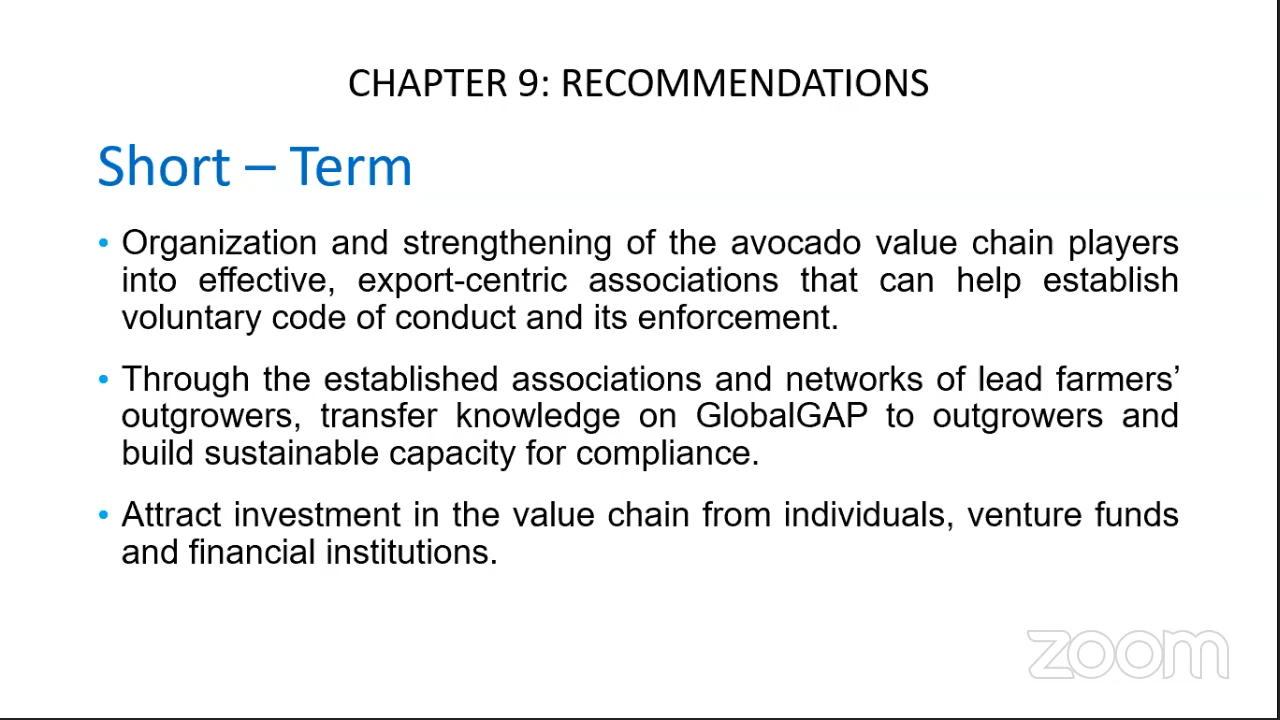 CHAPTER 9: RECOMMENDATIONS
Short – Term
• Organization and strengthening of the avocado value chain players
into effective, export-centric associations that can help establish
voluntary code of conduct and its enforcement.
• Through the established associations and networks of lead farmers’
outgrowers, transfer knowledge on GlobalGAP to outgrowers and
build sustainable capacity for compliance.
• Attract investment in the value chain from individuals, venture funds
and financial institutions.
zoom